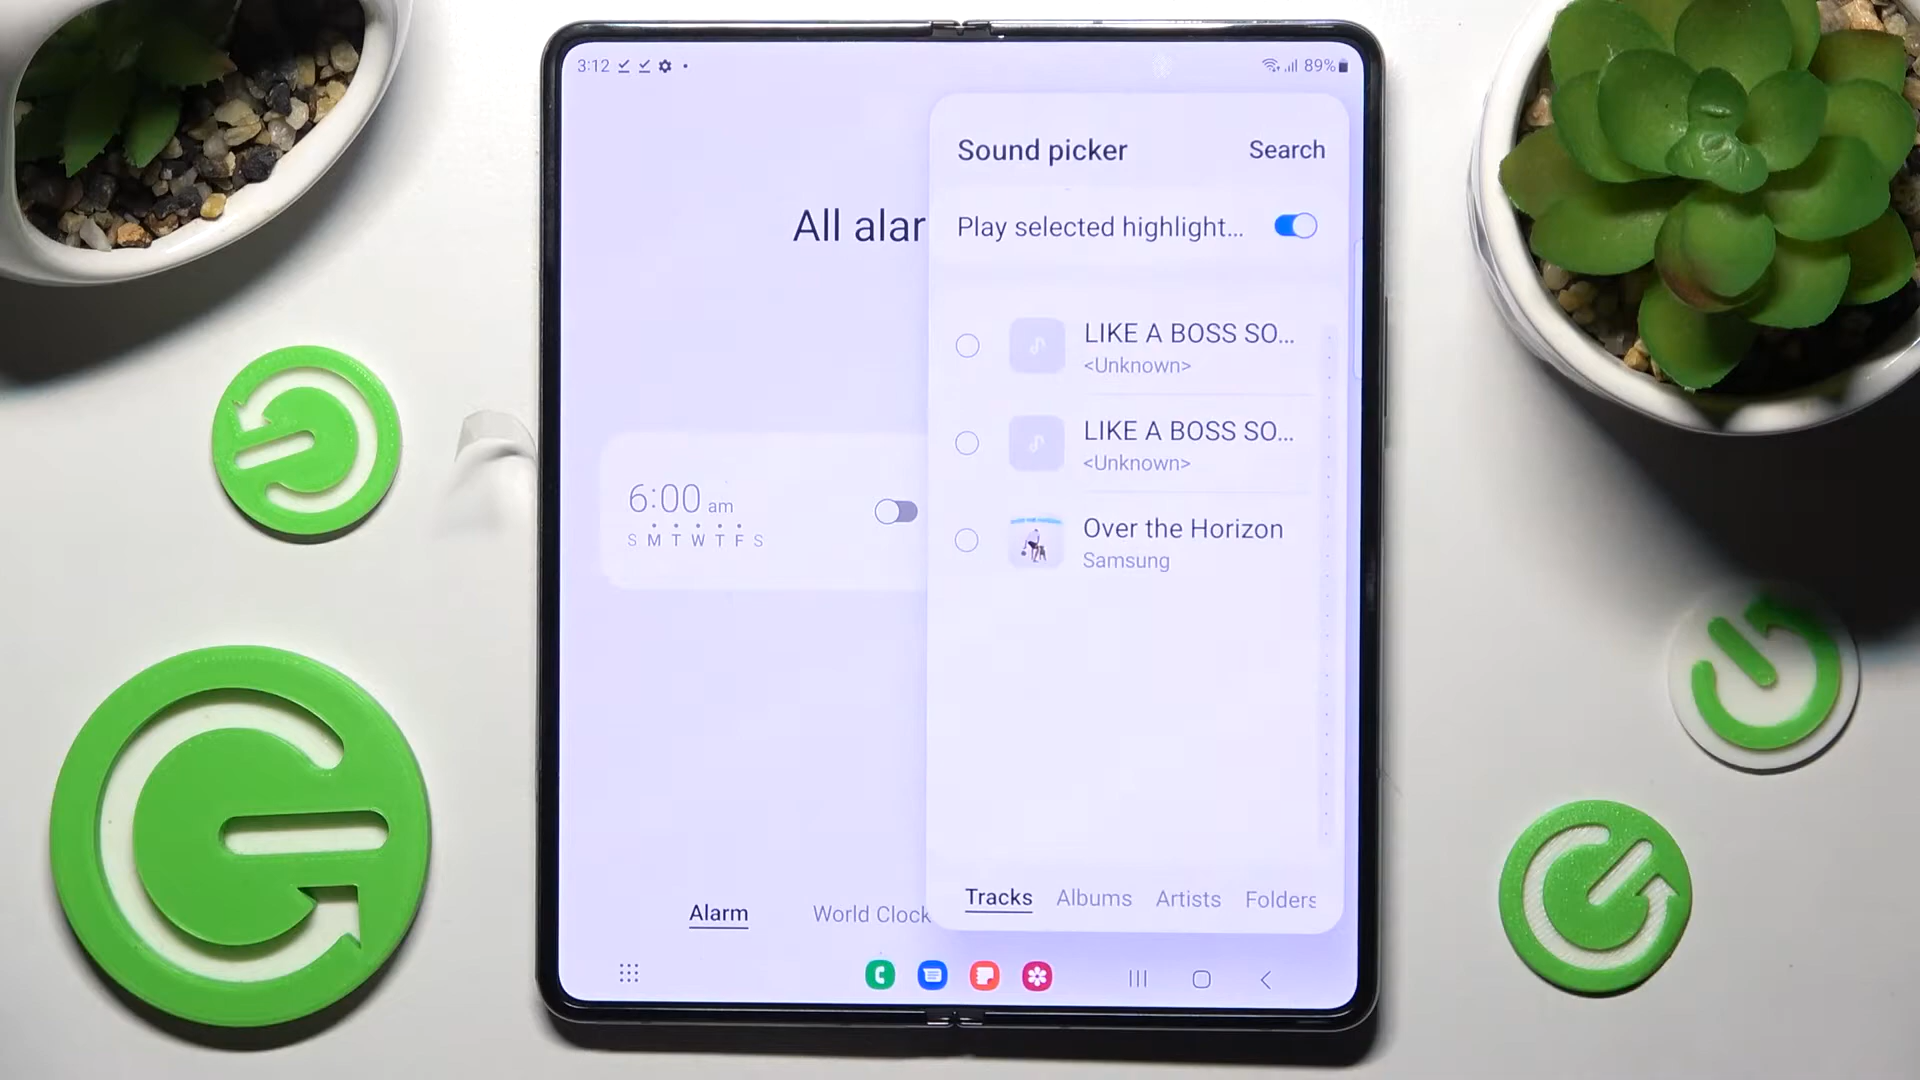 3:12
89%
All alar
Sound picker
Search
Play selected highlight...
LIKE A BOSS SO...
<Unknown>
LIKE A BOSS SO...
<Unknown>
Over the Horizon
Samsung
6:00 am
S M T W T F S
Tracks
Albums
Artists
Folders
Alarm
World Clock